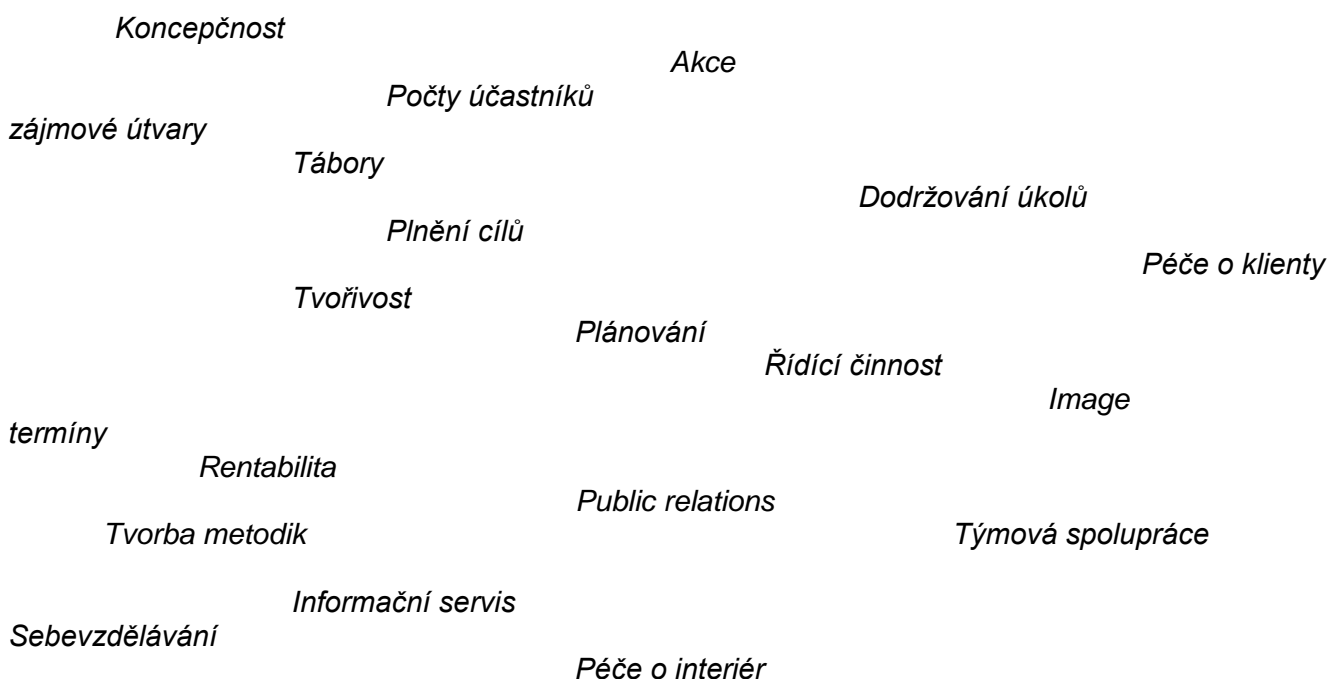 Koncepčnost
Akce
Počty účastníků
zájmové útvary
Tábory
Dodržování úkolů
Plnění cílů
Péče o klienty
Tvořivost
Plánování
Řídící činnost
Image
termíny
Rentabilita
Public relations
Tvorba metodik Týmová spolupráce
Informační servis
Sebevzdělávání
Péče o interiér